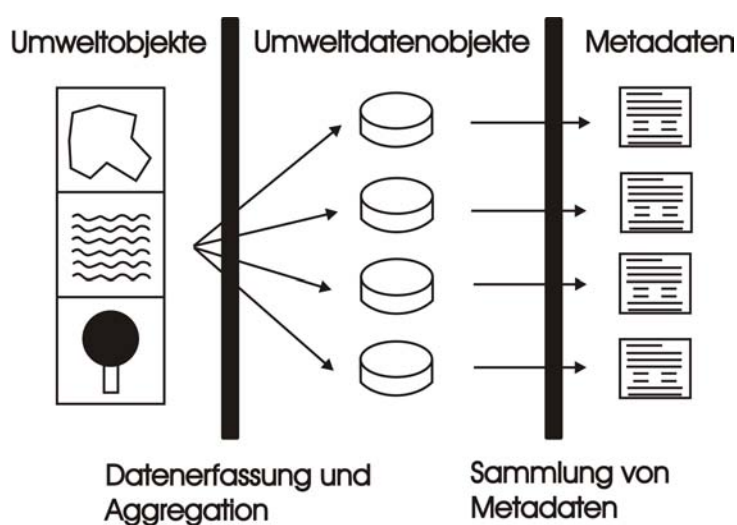 Umweltobjekte
Umweltdatenobjekte
Metadaten
Datenerfassung und
Aggregation
Sammlung von
Metadaten